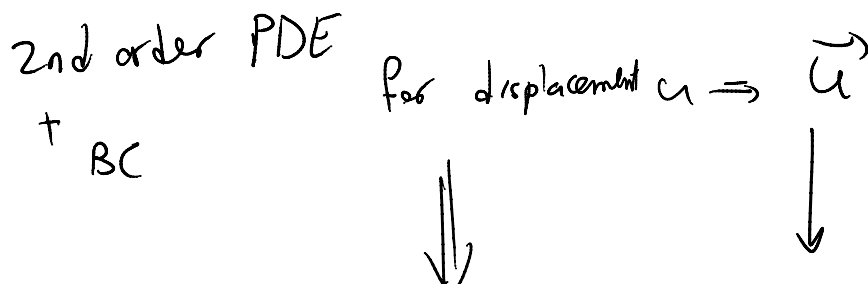 2nd order PDE
for displacement u ⇒ u⃗
+ BC